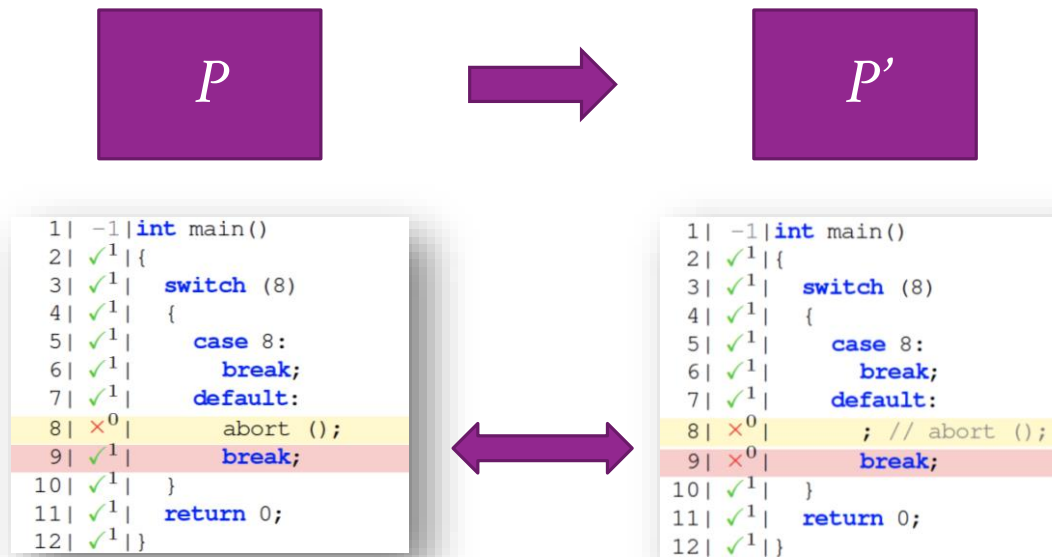 P
P’
1| -1|int main()
2| ✓1|{
3| ✓1| switch (8)
4| ✓1| {
5| ✓1| case 8:
6| ✓1| break;
7| ✓1| default:
8| ×0| abort ();
9| ✓1| break;
10| ✓1| }
11| ✓1| return 0;
12| ✓1|}
1| -1|int main()
2| ✓1|{
3| ✓1| switch (8)
4| ✓1| {
5| ✓1| case 8:
6| ✓1| break;
7| ✓1| default:
8| ×0| ; // abort ();
9| ×0| break;
10| ✓1| }
11| ✓1| return 0;
12| ✓1|}